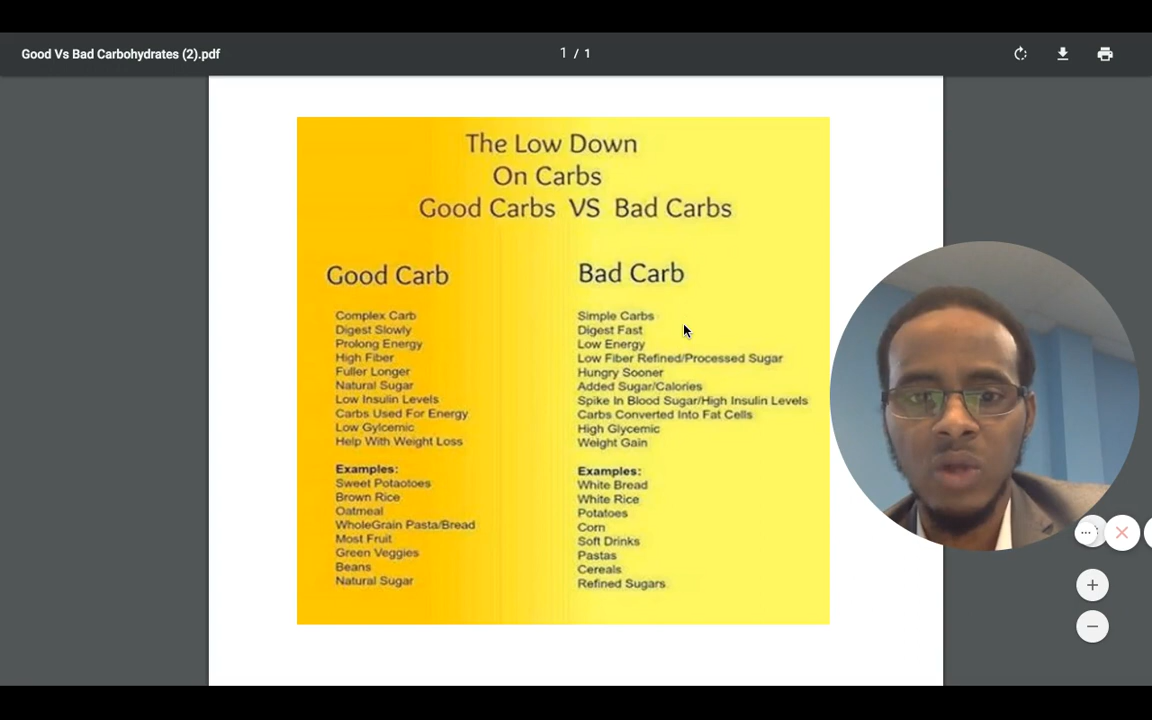 Good Vs Bad Carbohydrates (2).pdf
1 / 1
The Low Down
On Carbs
Good Carbs VS Bad Carbs
Good Carb
Complex Carb
Digest Slowly
Prolong Energy
High Fiber
Fuller Longer
Natural Sugar
Low Insulin Levels
Carbs Used For Energy
Low Gylcemic
Help With Weight Loss
Examples:
Sweet Potaotoes
Brown Rice
Oatmeal
WholeGrain Pasta/Bread
Most Fruit
Green Veggies
Beans
Natural Sugar
Bad Carb
Simple Carbs
Digest Fast
Low Energy
Low Fiber Refined/Processed Sugar
Hungry Sooner
Added Sugar/Calories
Spike In Blood Sugar/High Insulin Levels
Carbs Converted Into Fat Cells
High Glycemic
Weight Gain
Examples:
White Bread
White Rice
Potatoes
Corn
Soft Drinks
Pastas
Cereals
Refined Sugars